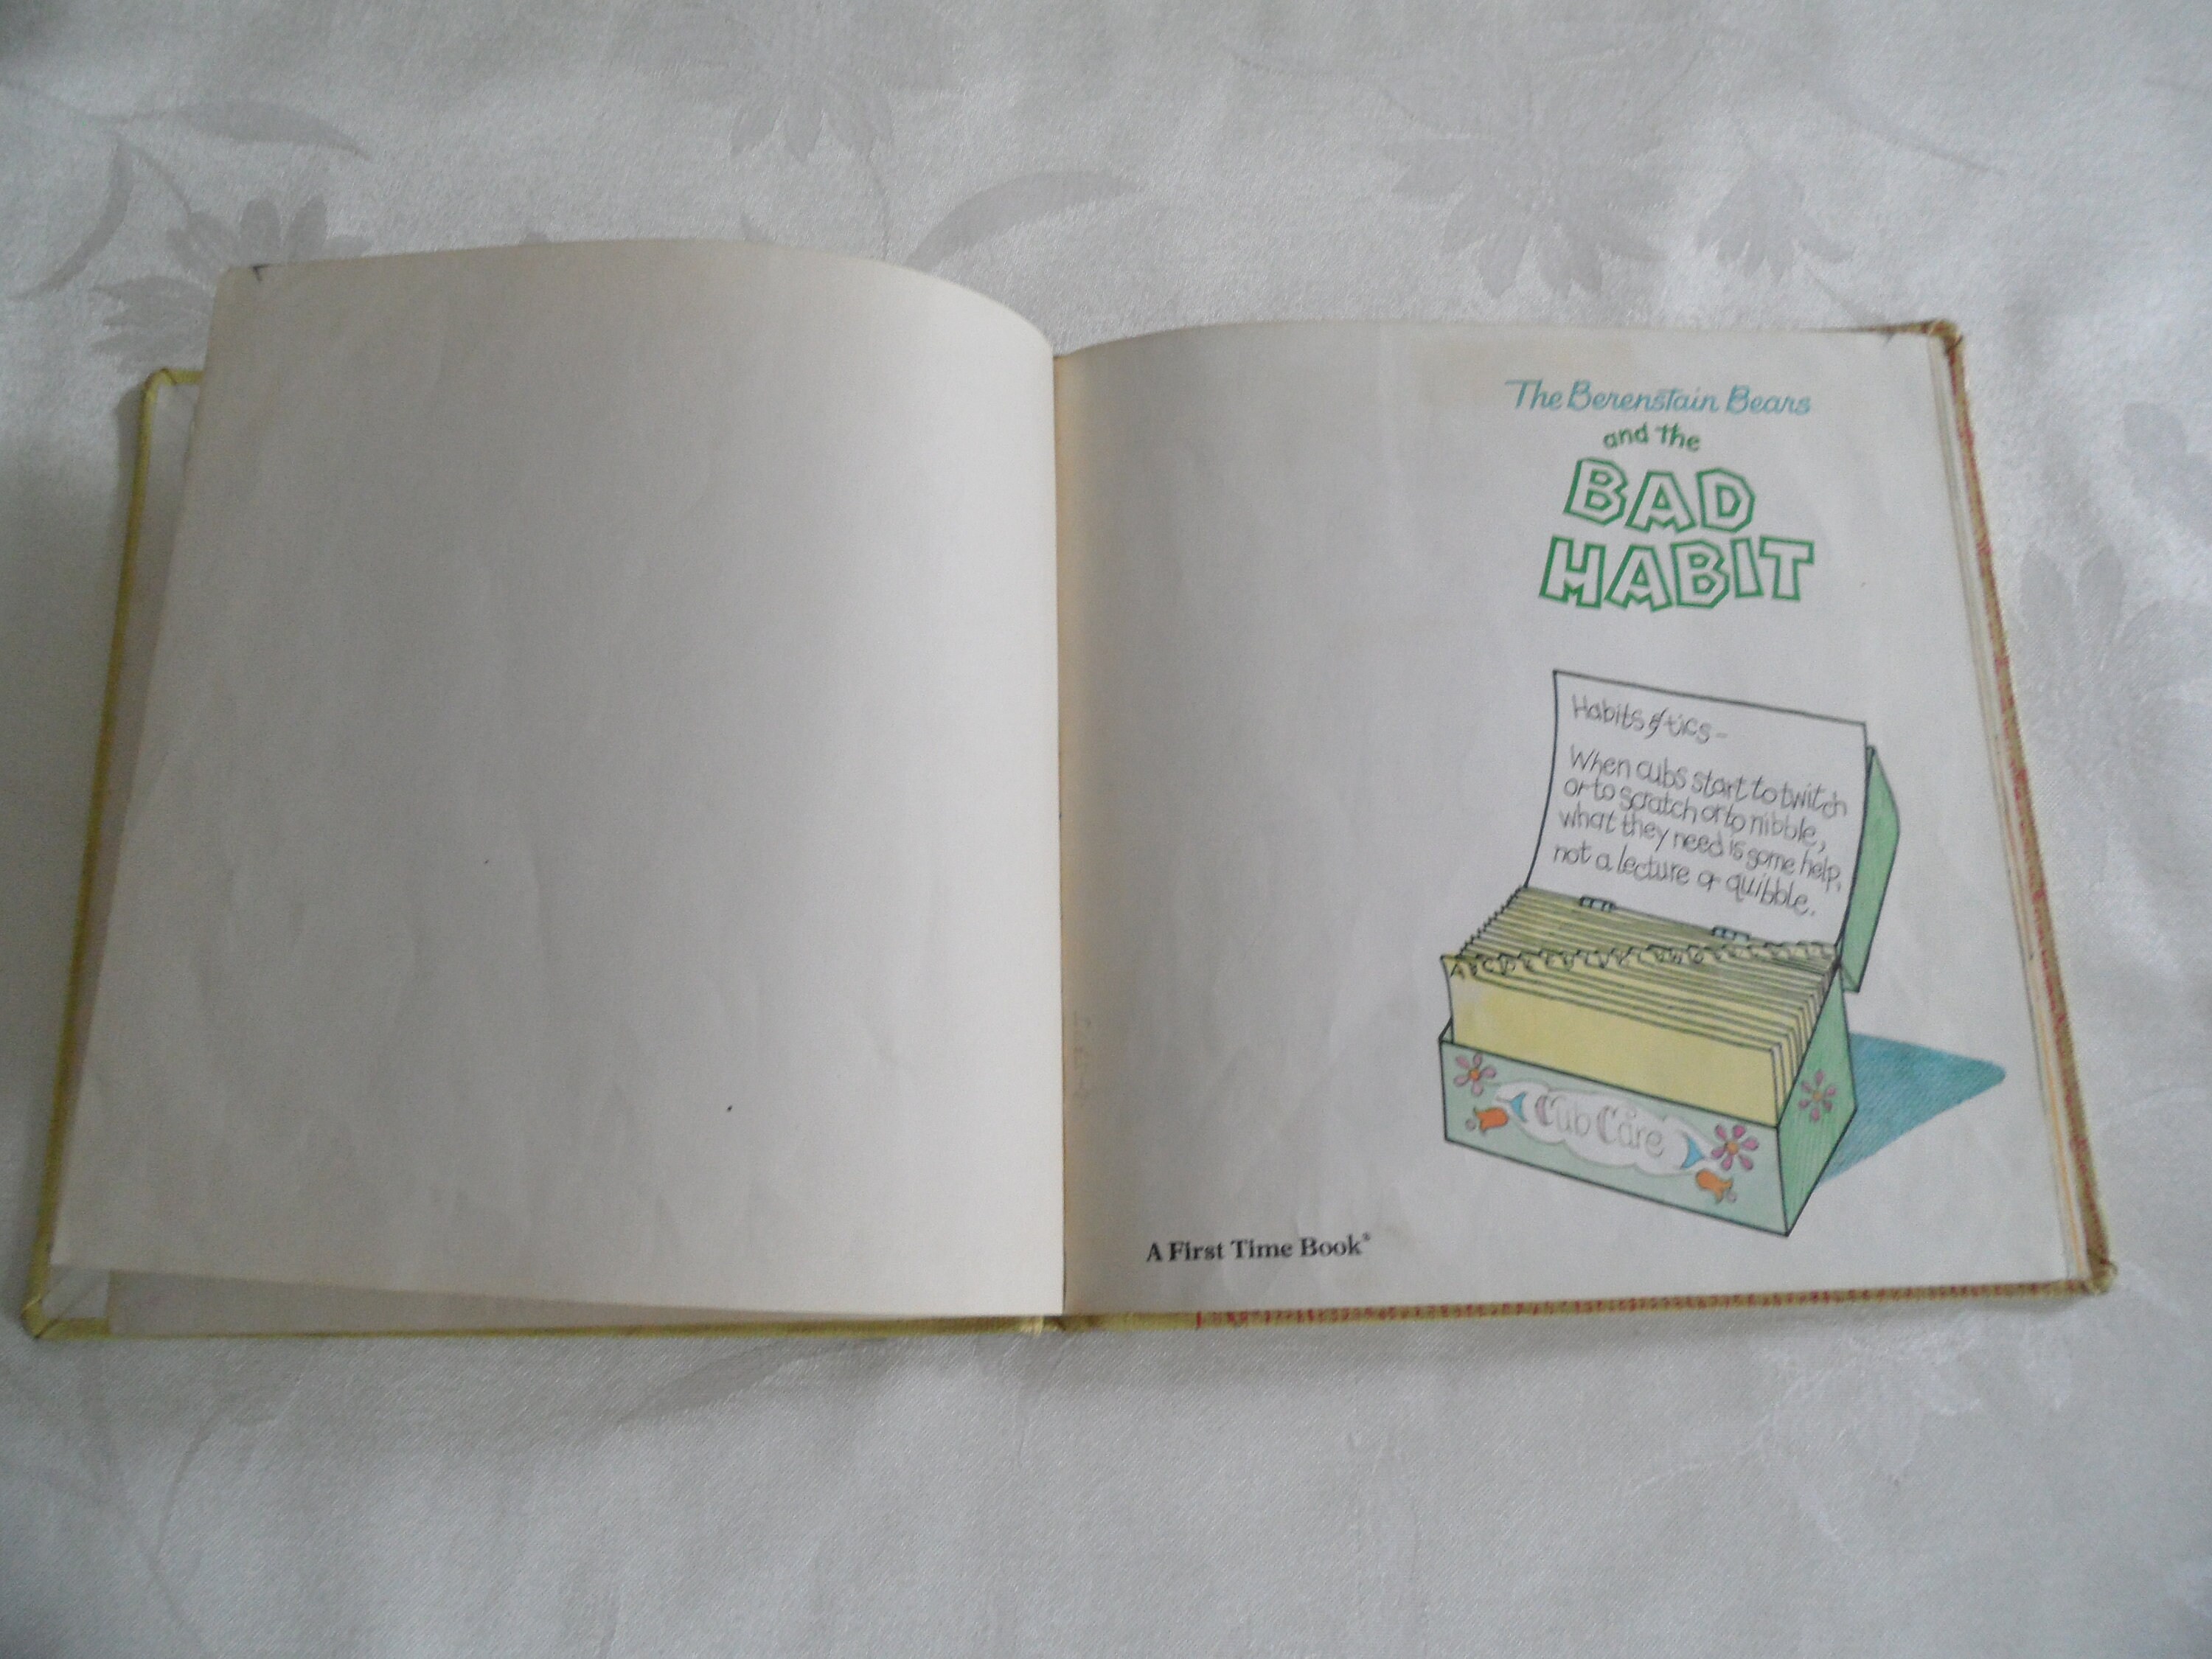 The Berenstain Bears
and the
BAD
HABIT
Habits & tics -
When cubs start to twitch
or to scratch or to nibble,
what they need is some help,
not a lecture or quibble.
Cub Care
A First Time Book®